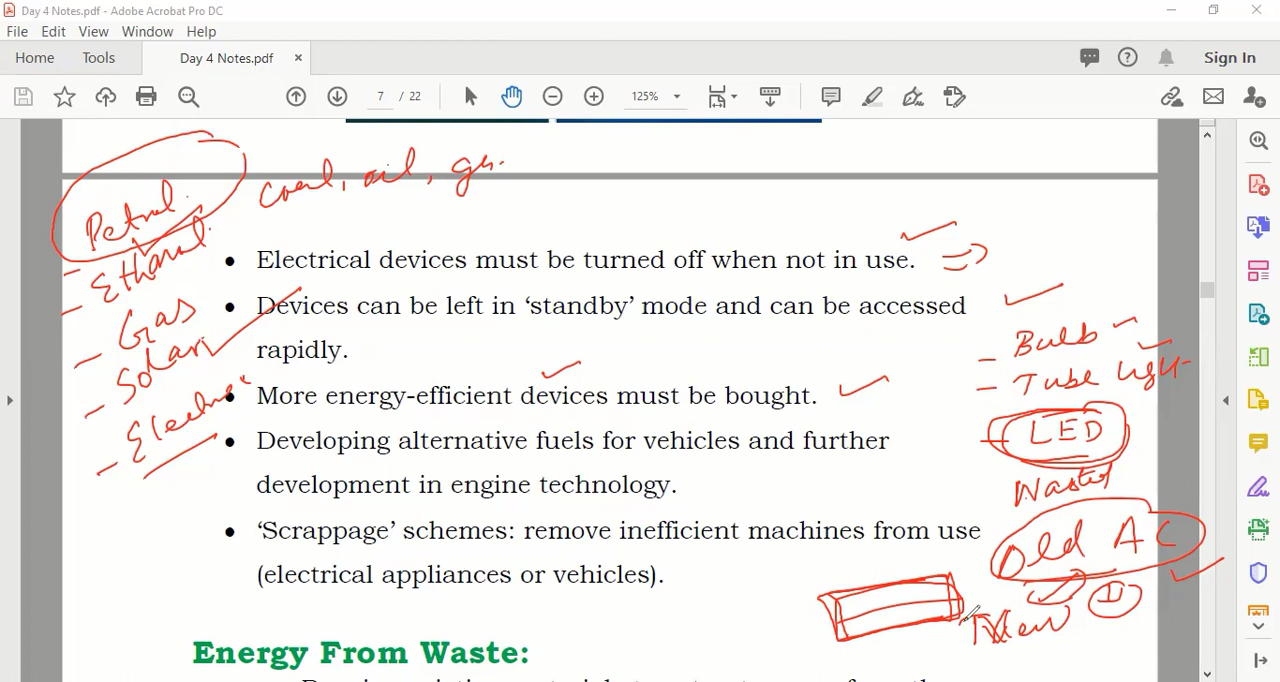 Day 4 Notes.pdf - Adobe Acrobat Pro DC
File Edit View Window Help
Home Tools Day 4 Notes.pdf × Sign In
7 / 22 125%
coal, oil, gas.
Petrol.
- Ethanol.
- Gas
- Solar
- Electric
• Electrical devices must be turned off when not in use.
• Devices can be left in ‘standby’ mode and can be accessed
rapidly.
• More energy-efficient devices must be bought.
• Developing alternative fuels for vehicles and further
development in engine technology.
• ‘Scrappage’ schemes: remove inefficient machines from use
(electrical appliances or vehicles).
- Bulb
- Tube light
- LED
Old AC
New
Energy From Waste: